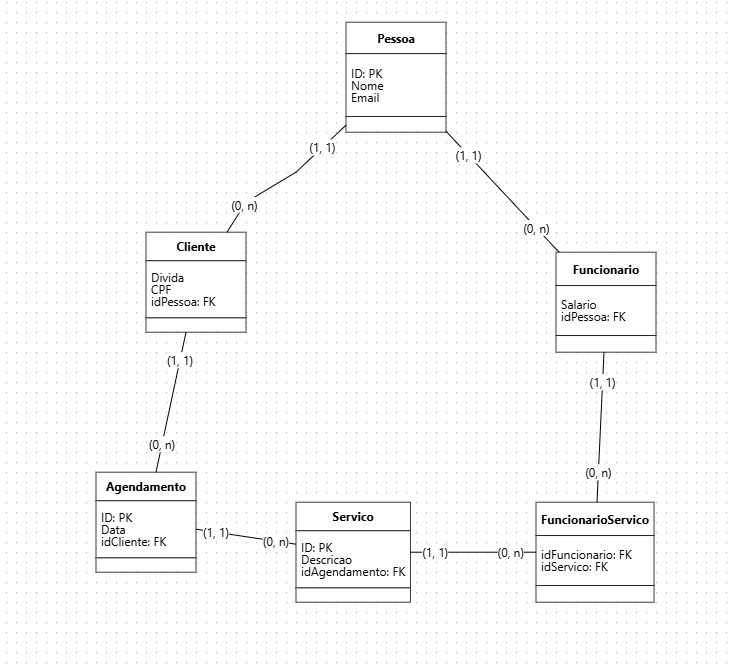 Pessoa
ID: PK
Nome
Email
(1, 1)
(1, 1)
(0, n)
(0, n)
Cliente
Divida
CPF
idPessoa: FK
Funcionario
Salario
idPessoa: FK
(1, 1)
(1, 1)
(0, n)
(0, n)
Agendamento
ID: PK
Data
idCliente: FK
(1, 1)
(0, n)
Servico
ID: PK
Descricao
idAgendamento: FK
(1, 1)
(0, n)
FuncionarioServico
idFuncionario: FK
idServico: FK